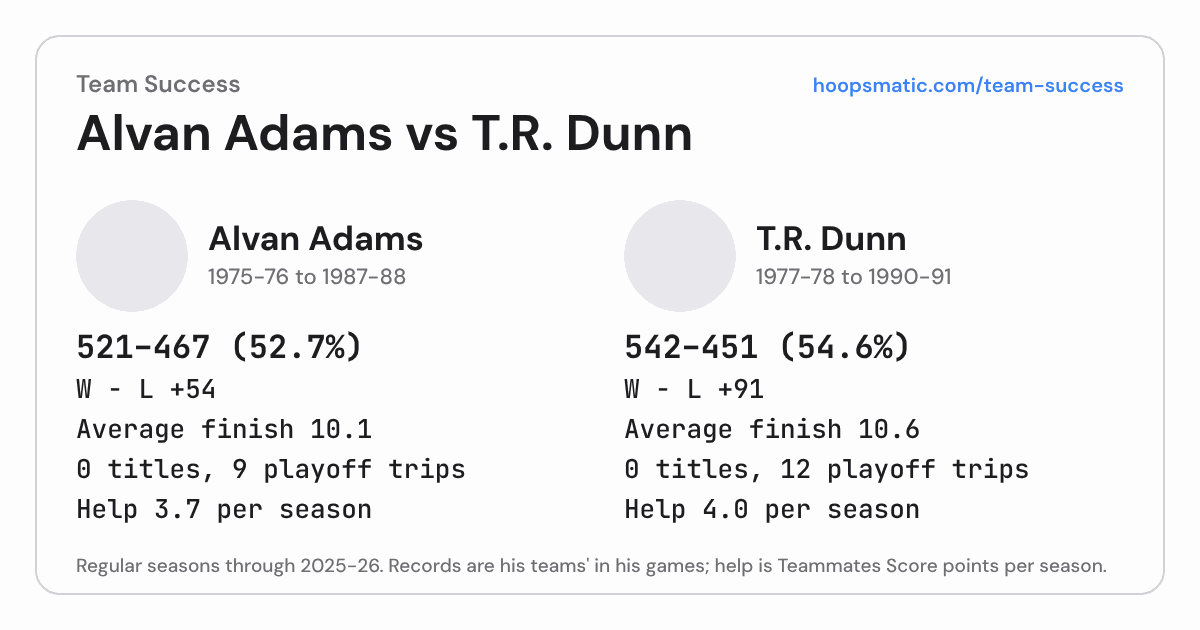 Team Success
hoopsmatic.com/team-success
Alvan Adams vs T.R. Dunn
Alvan Adams
1975-76 to 1987-88
521-467 (52.7%)
W - L +54
Average finish 10.1
0 titles, 9 playoff trips
Help 3.7 per season
T.R. Dunn
1977-78 to 1990-91
542-451 (54.6%)
W - L +91
Average finish 10.6
0 titles, 12 playoff trips
Help 4.0 per season
Regular seasons through 2025-26. Records are his teams' in his games; help is Teammates Score points per season.